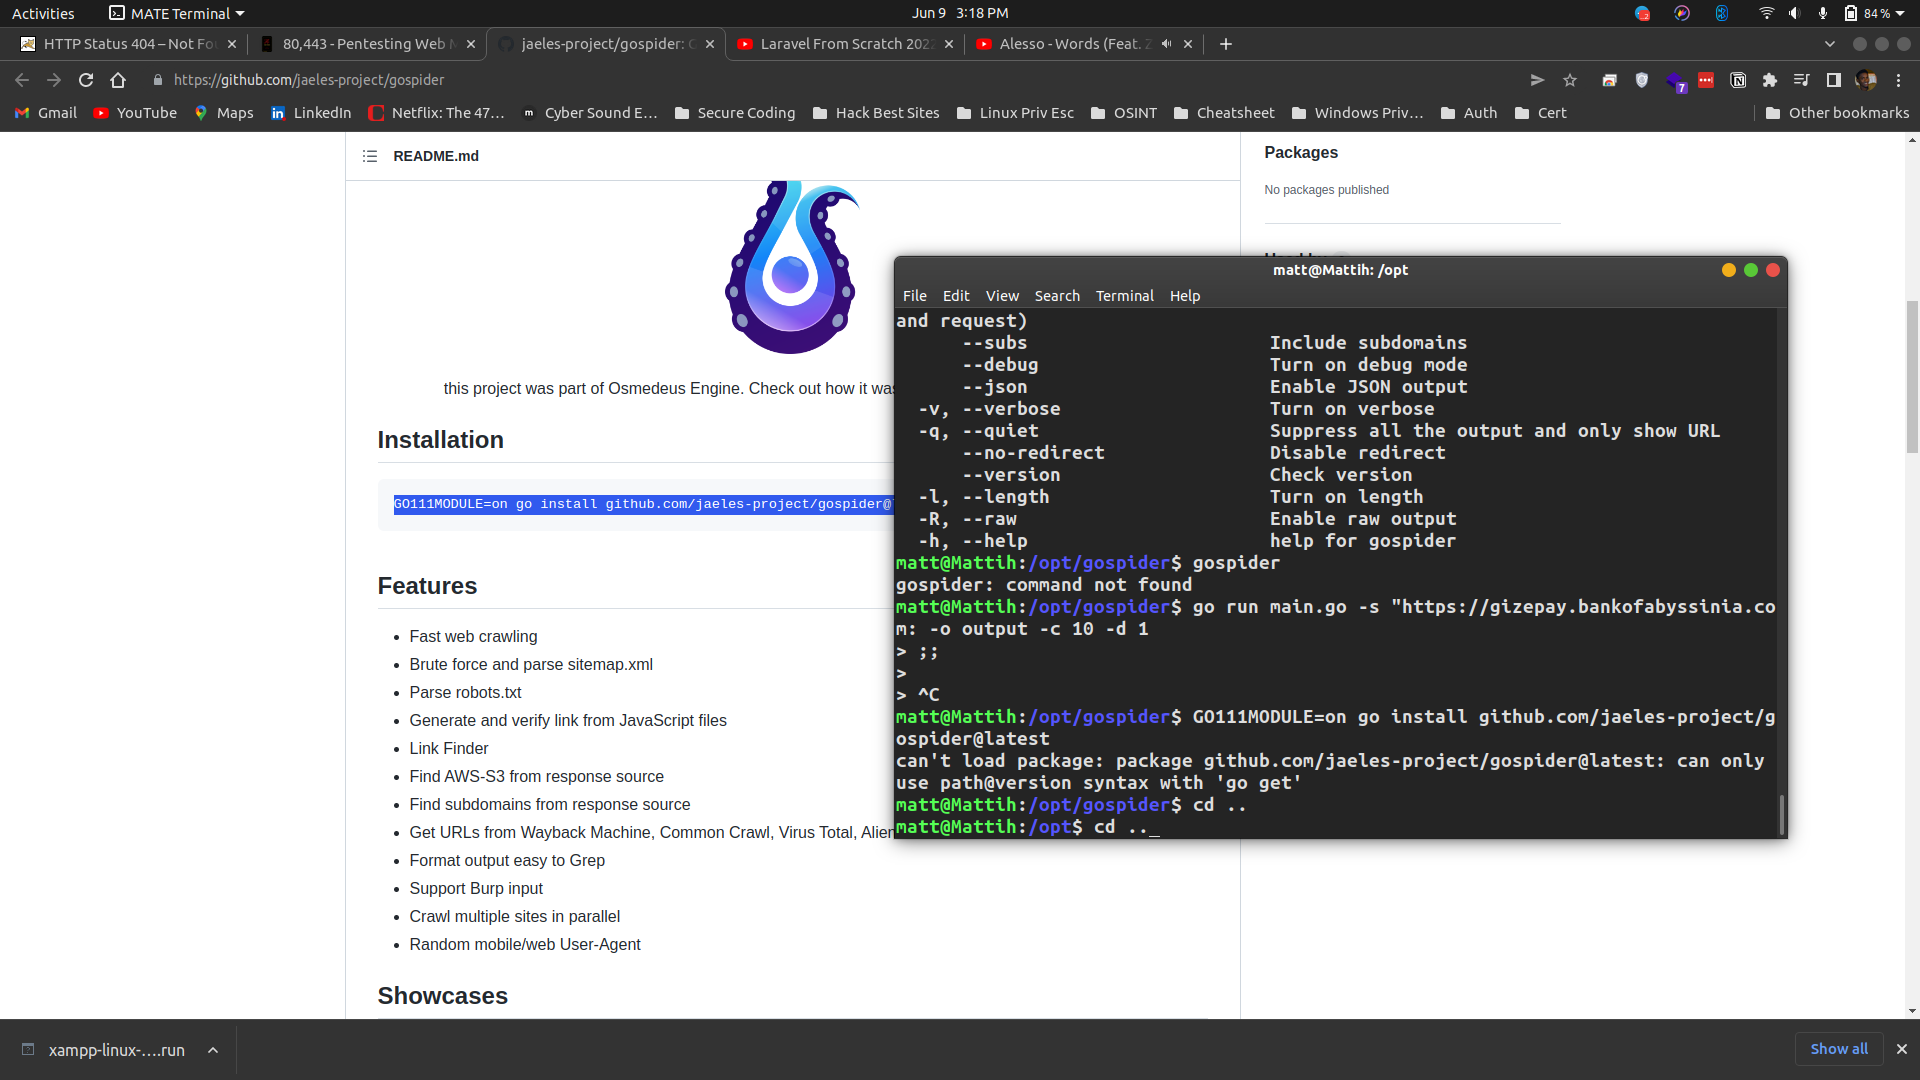 Activities
MATE Terminal
Jun 9 3:18 PM
84 %
HTTP Status 404 – Not Fou
80,443 - Pentesting Web M
jaeles-project/gospider: G
Laravel From Scratch 2022
Alesso - Words (Feat. Z
https://github.com/jaeles-project/gospider
7
Gmail
YouTube
Maps
LinkedIn
Netflix: The 47...
Cyber Sound E...
Secure Coding
Hack Best Sites
Linux Priv Esc
OSINT
Cheatsheet
Windows Priv...
Auth
Cert
Other bookmarks
README.md
Packages
No packages published
this project was part of Osmedeus Engine. Check out how it was
Installation
GO111MODULE=on go install github.com/jaeles-project/gospider@
Features
Fast web crawling
Brute force and parse sitemap.xml
Parse robots.txt
Generate and verify link from JavaScript files
Link Finder
Find AWS-S3 from response source
Find subdomains from response source
Get URLs from Wayback Machine, Common Crawl, Virus Total, Alien
Format output easy to Grep
Support Burp input
Crawl multiple sites in parallel
Random mobile/web User-Agent
Showcases
matt@Mattih: /opt
File Edit View Search Terminal Help
and request)
--subs Include subdomains
--debug Turn on debug mode
--json Enable JSON output
-v, --verbose Turn on verbose
-q, --quiet Suppress all the output and only show URL
--no-redirect Disable redirect
--version Check version
-l, --length Turn on length
-R, --raw Enable raw output
-h, --help help for gospider
matt@Mattih:/opt/gospider$ gospider
gospider: command not found
matt@Mattih:/opt/gospider$ go run main.go -s "https://gizepay.bankofabyssinia.co
m: -o output -c 10 -d 1
> ;;
>
> ^C
matt@Mattih:/opt/gospider$ GO111MODULE=on go install github.com/jaeles-project/g
ospider@latest
can't load package: package github.com/jaeles-project/gospider@latest: can only
use path@version syntax with 'go get'
matt@Mattih:/opt/gospider$ cd ..
matt@Mattih:/opt$ cd .._
xampp-linux-....run
Show all